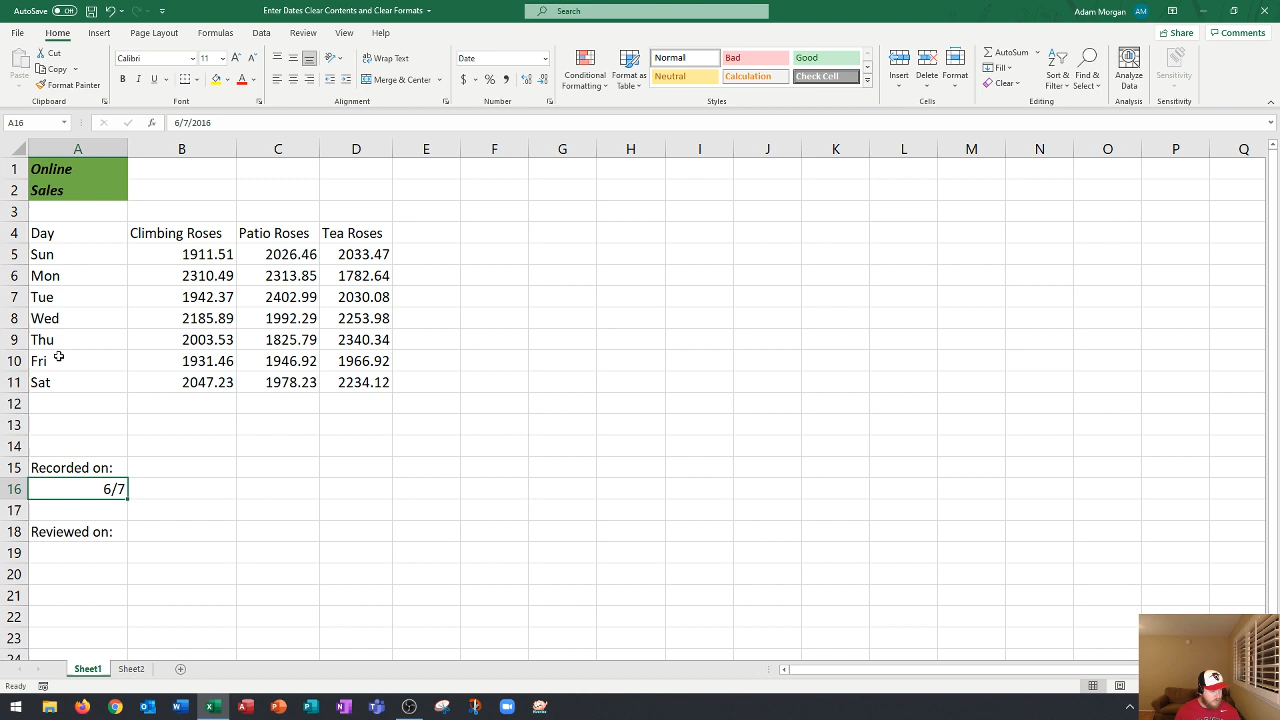 AutoSave Off Enter Dates Clear Contents and Clear Formats Search Adam Morgan AM
File Home Insert Page Layout Formulas Data Review View Help Share Comments
Paste Cut Copy Format Painter Clipboard
Calibri 11 B I U A A Font
Wrap Text Merge & Center Alignment
Date $ % , Number
Conditional Formatting Format as Table Normal Bad Good Neutral Calculation Check Cell Styles
Insert Delete Format Cells
AutoSum Fill Clear Sort & Filter Find & Select Editing
Analyze Data Analysis
Sensitivity Sensitivity
A16 fx 6/7/2016
A B C D E F G H I J K L M N O P Q
1 Online
2 Sales
3
4 Day Climbing Roses Patio Roses Tea Roses
5 Sun 1911.51 2026.46 2033.47
6 Mon 2310.49 2313.85 1782.64
7 Tue 1942.37 2402.99 2030.08
8 Wed 2185.89 1992.29 2253.98
9 Thu 2003.53 1825.79 2340.34
10 Fri 1931.46 1946.92 1966.92
11 Sat 2047.23 1978.23 2234.12
12
13
14
15 Recorded on:
16 6/7
17
18 Reviewed on:
19
20
21
22
23
24
Sheet1 Sheet2
Ready